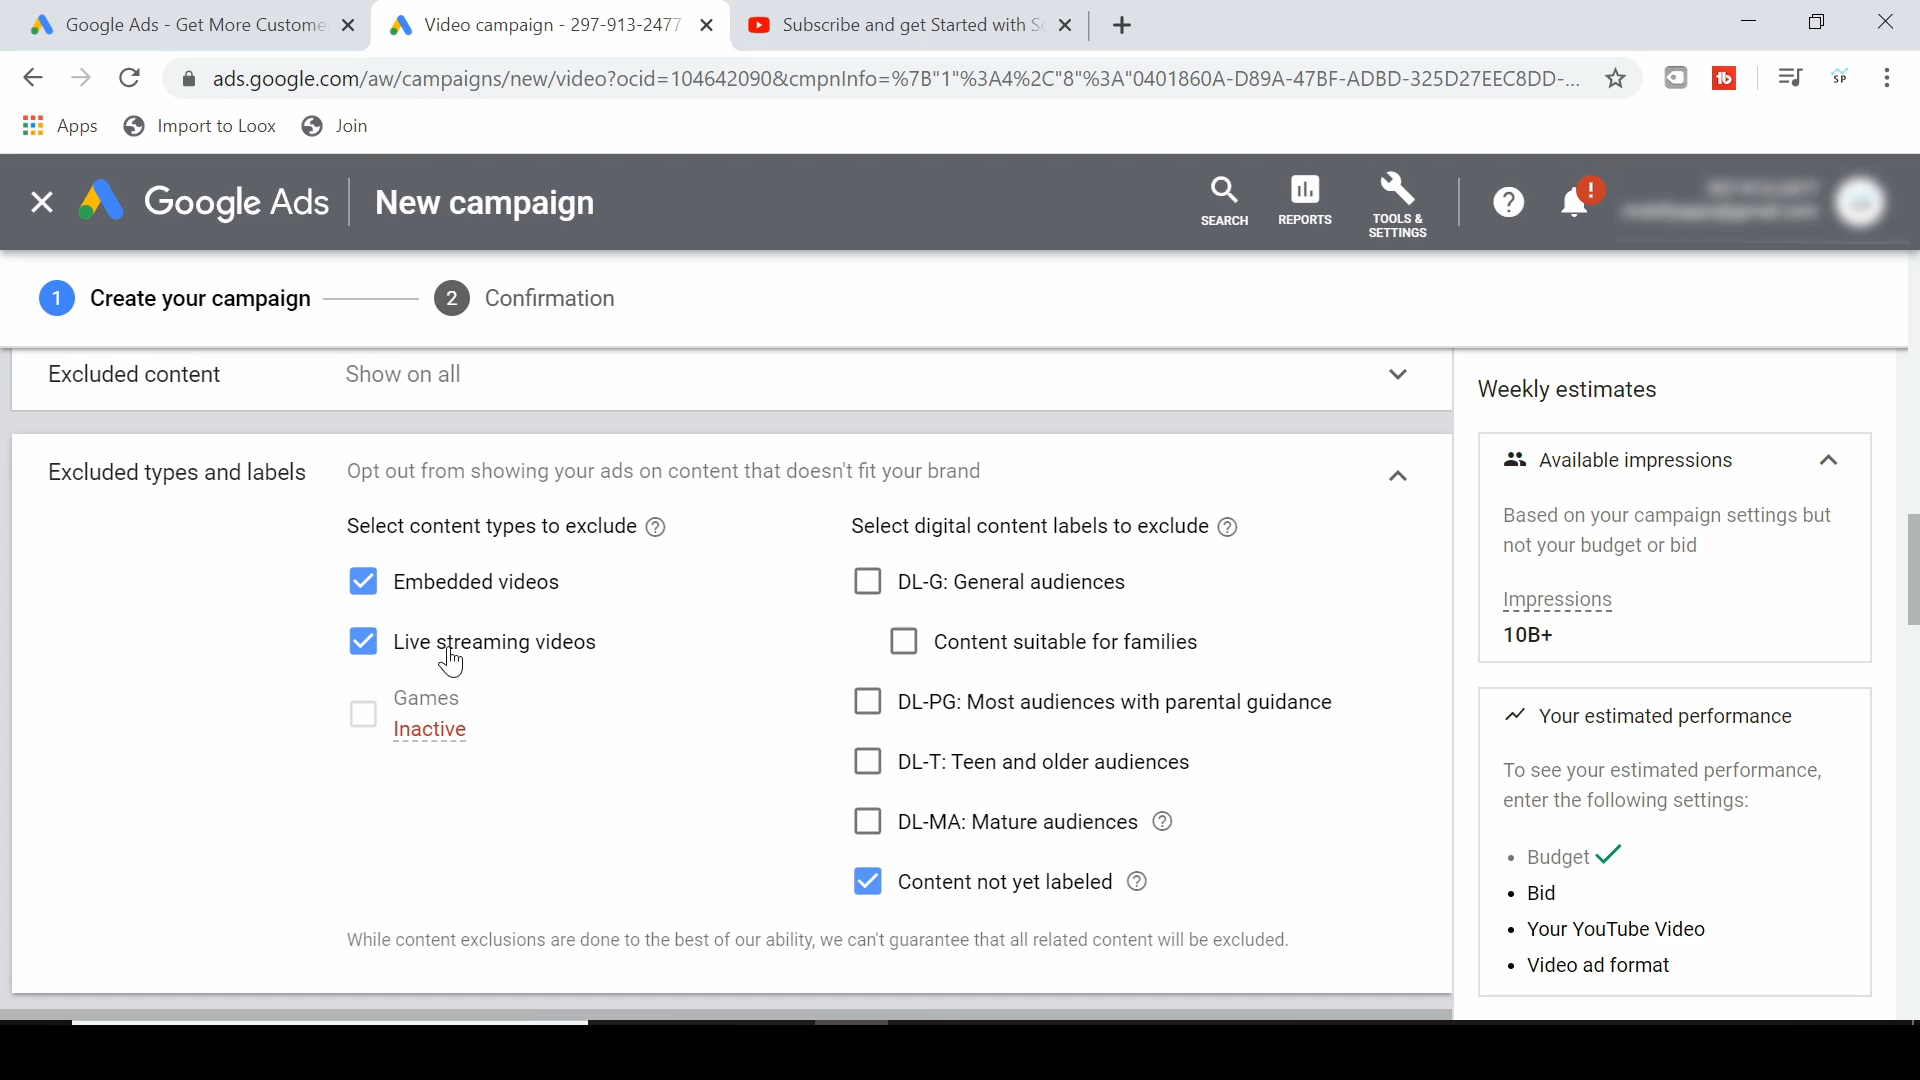 Google Ads - Get More Custome
Video campaign - 297-913-2477
Subscribe and get Started with S
ads.google.com/aw/campaigns/new/video?ocid=104642090&cmpnInfo=%7B"1"%3A4%2C"8"%3A"0401860A-D89A-47BF-ADBD-325D27EEC8DD-...
tb
SP
Apps
Import to Loox
Join
Google Ads
New campaign
SEARCH
REPORTS
TOOLS &
SETTINGS
?
!
1
Create your campaign
2
Confirmation
Excluded content
Show on all
Excluded types and labels
Opt out from showing your ads on content that doesn't fit your brand
Select content types to exclude ?
Embedded videos
Live streaming videos
Games
Inactive
Select digital content labels to exclude ?
DL-G: General audiences
Content suitable for families
DL-PG: Most audiences with parental guidance
DL-T: Teen and older audiences
DL-MA: Mature audiences ?
Content not yet labeled ?
While content exclusions are done to the best of our ability, we can't guarantee that all related content will be excluded.
Weekly estimates
Available impressions
Based on your campaign settings but
not your budget or bid
Impressions
10B+
Your estimated performance
To see your estimated performance,
enter the following settings:
• Budget
• Bid
• Your YouTube Video
• Video ad format